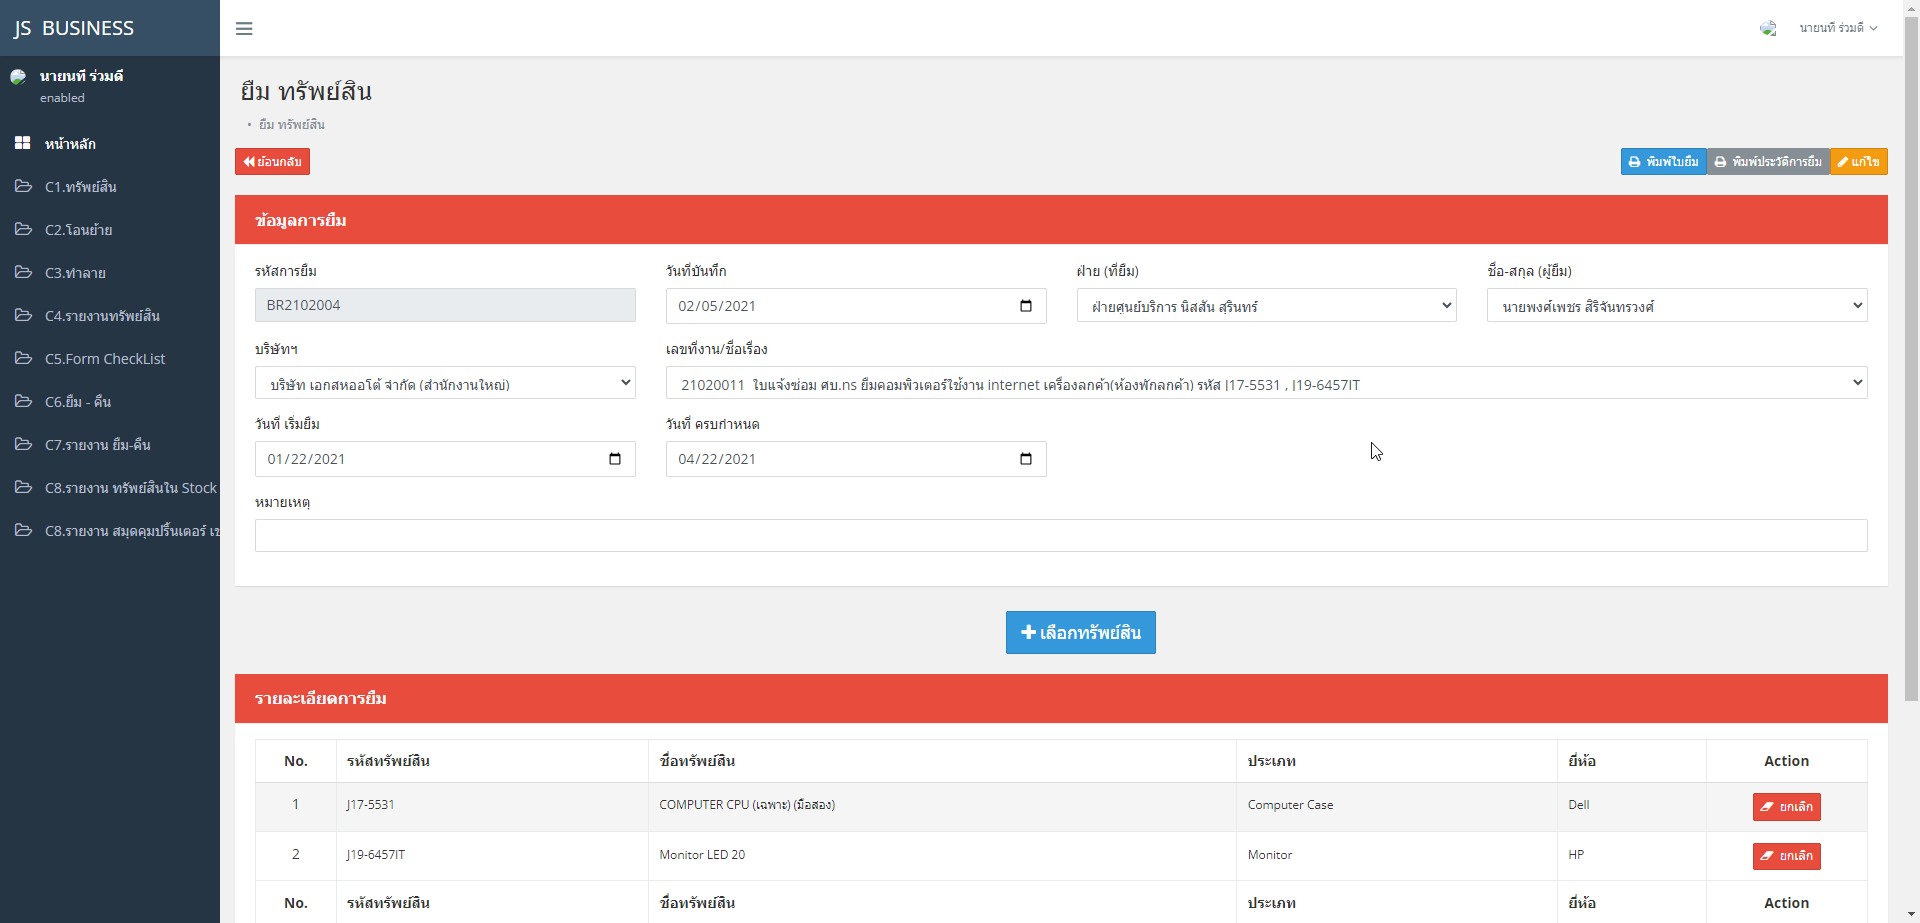 JS BUSINESS
นายนที ร่วมดี
นายนที ร่วมดี
enabled
หน้าหลัก
C1.ทรัพย์สิน
C2.โอนย้าย
C3.ทำลาย
C4.รายงานทรัพย์สิน
C5.Form CheckList
C6.ยืม - คืน
C7.รายงาน ยืม-คืน
C8.รายงาน ทรัพย์สินใน Stock
C8.รายงาน สมุดคุมปริ้นเตอร์ เข
ยืม ทรัพย์สิน
• ยืม ทรัพย์สิน
ย้อนกลับ
พิมพ์ใบยืม พิมพ์ประวัติการยืม แก้ไข
ข้อมูลการยืม
รหัสการยืม วันที่บันทึก ฝ่าย (ที่ยืม) ชื่อ-สกุล (ผู้ยืม)
BR2102004 02/05/2021 ฝ่ายศูนย์บริการ นิสสัน สุรินทร์ นายพงศ์เพชร สิริจันทรวงศ์
บริษัทฯ เลขที่งาน/ชื่อเรื่อง
บริษัท เอกสหออโต้ จำกัด (สำนักงานใหญ่) 21020011 ใบแจ้งซ่อม ศบ.ns ยืมคอมพิวเตอร์ใช้งาน internet เครื่องลูกค้า(ห้องพักลูกค้า) รหัส J17-5531 , J19-6457IT
วันที่ เริ่มยืม วันที่ ครบกำหนด
01/22/2021 04/22/2021
หมายเหตุ
เลือกทรัพย์สิน
รายละเอียดการยืม
No. รหัสทรัพย์สิน ชื่อทรัพย์สิน ประเภท ยี่ห้อ Action
1 J17-5531 COMPUTER CPU (เฉพาะ) (มือสอง) Computer Case Dell ยกเลิก
2 J19-6457IT Monitor LED 20 Monitor HP ยกเลิก
No. รหัสทรัพย์สิน ชื่อทรัพย์สิน ประเภท ยี่ห้อ Action